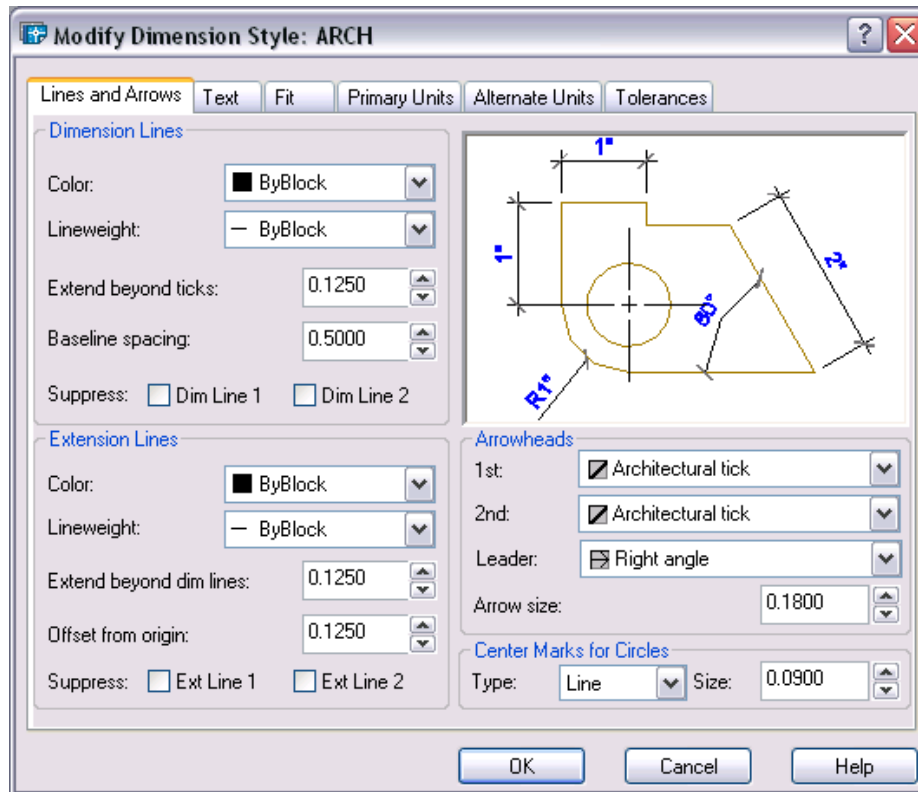 Modify Dimension Style: ARCH
?
Lines and Arrows
Text
Fit
Primary Units
Alternate Units
Tolerances
Dimension Lines
Color:
ByBlock
Lineweight:
ByBlock
Extend beyond ticks:
0.1250
Baseline spacing:
0.5000
Suppress:
Dim Line 1
Dim Line 2
Extension Lines
Color:
ByBlock
Lineweight:
ByBlock
Extend beyond dim lines:
0.1250
Offset from origin:
0.1250
Suppress:
Ext Line 1
Ext Line 2
1"
1"
80°
R1"
Arrowheads
1st:
Architectural tick
2nd:
Architectural tick
Leader:
Right angle
Arrow size:
0.1800
Center Marks for Circles
Type:
Line
Size:
0.0900
OK
Cancel
Help